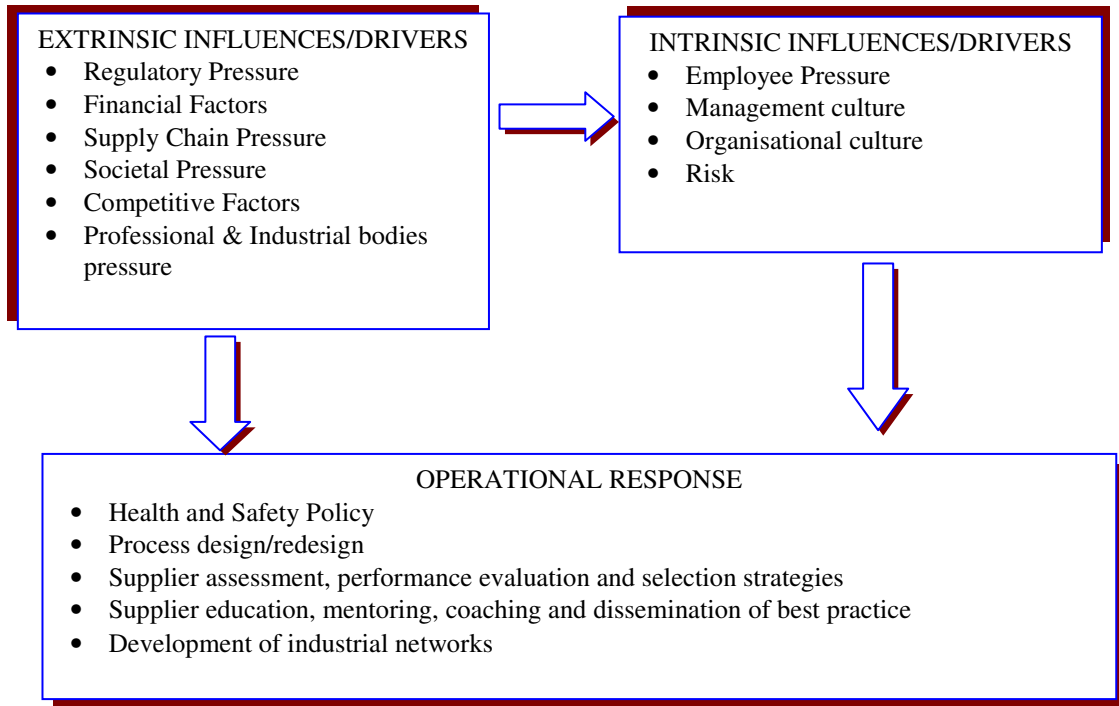 EXTRINSIC INFLUENCES/DRIVERS
• Regulatory Pressure
• Financial Factors
• Supply Chain Pressure
• Societal Pressure
• Competitive Factors
• Professional & Industrial bodies
pressure
INTRINSIC INFLUENCES/DRIVERS
• Employee Pressure
• Management culture
• Organisational culture
• Risk
OPERATIONAL RESPONSE
• Health and Safety Policy
• Process design/redesign
• Supplier assessment, performance evaluation and selection strategies
• Supplier education, mentoring, coaching and dissemination of best practice
• Development of industrial networks